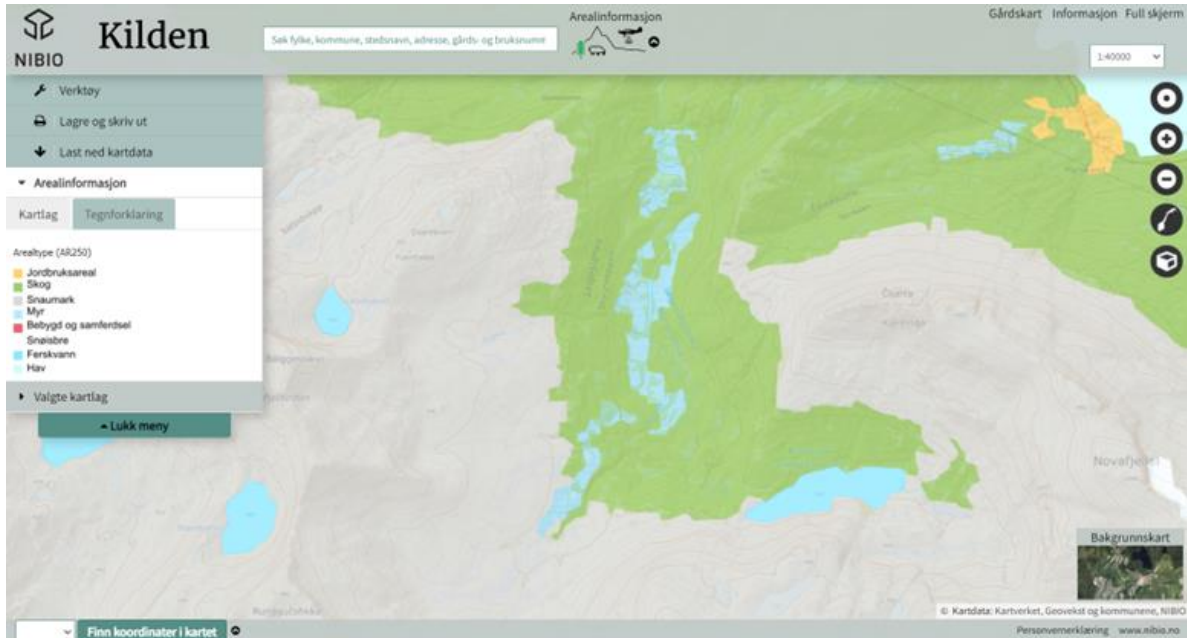 NIBIO
Kilden
Søk fylke, kommune, stedsnavn, adresse, gårds- og bruksnumm
Arealinformasjon
Gårdskart Informasjon Full skjerm
1:40000
Verktøy
Lagre og skriv ut
Last ned kartdata
Arealinformasjon
Kartlag Tegnforklaring
Arealtype (AR250)
Jordbruksareal
Skog
Snaumark
Myr
Bebygd og samferdsel
Snøisbre
Ferskvann
Hav
Valgte kartlag
Lukk meny
Novafjellet
Bakgrunnskart
© Kartdata: Kartverket, Geovekst og kommunene, NIBIO
Finn koordinater i kartet
Personvernerklæring www.nibio.no